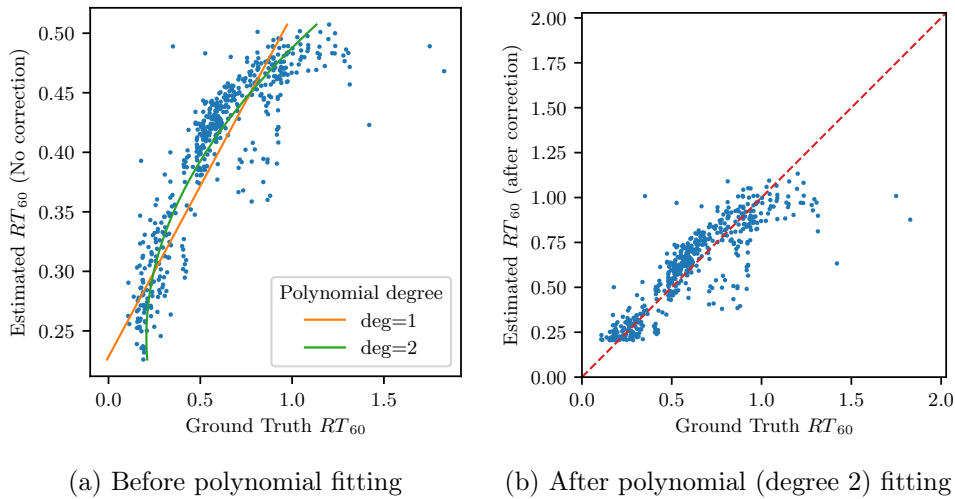 Estimated RT60 (No correction)
0.50
0.45
0.40
0.35
0.30
0.25
Polynomial degree
deg=1
deg=2
0.0
0.5
1.0
1.5
Ground Truth RT60
(a) Before polynomial fitting
Estimated RT60 (after correction)
2.00
1.75
1.50
1.25
1.00
0.75
0.50
0.25
0.00
0.0
0.5
1.0
1.5
2.0
Ground Truth RT60
(b) After polynomial (degree 2) fitting